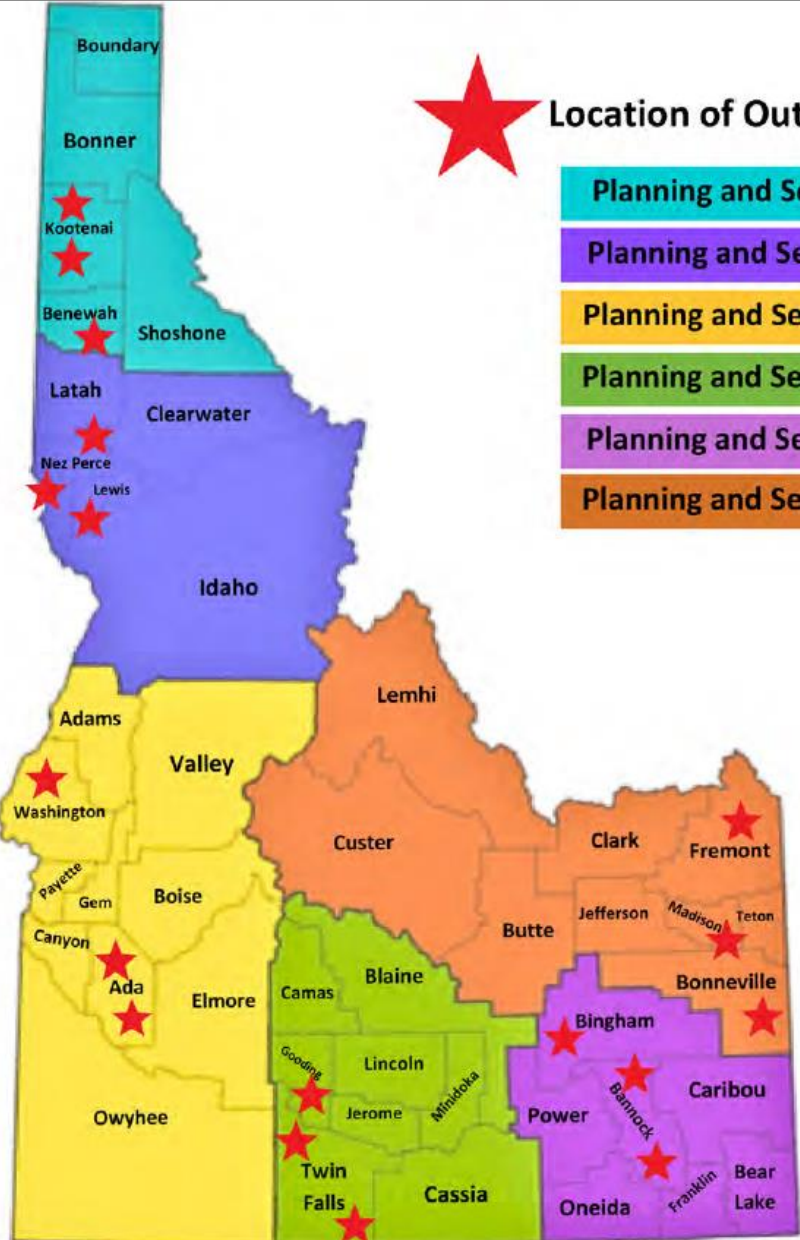 Location of Out
Planning and Se
Planning and Se
Planning and Se
Planning and Se
Planning and Se
Planning and Se
Boundary
Bonner
Kootenai
Benewah
Shoshone
Latah
Clearwater
Nez Perce
Lewis
Idaho
Adams
Valley
Washington
Payette
Gem
Boise
Canyon
Ada
Elmore
Owyhee
Lemhi
Custer
Clark
Fremont
Butte
Jefferson
Madison
Teton
Bonneville
Camas
Blaine
Gooding
Lincoln
Jerome
Minidoka
Twin
Falls
Cassia
Bingham
Power
Bannock
Caribou
Oneida
Franklin
Bear
Lake